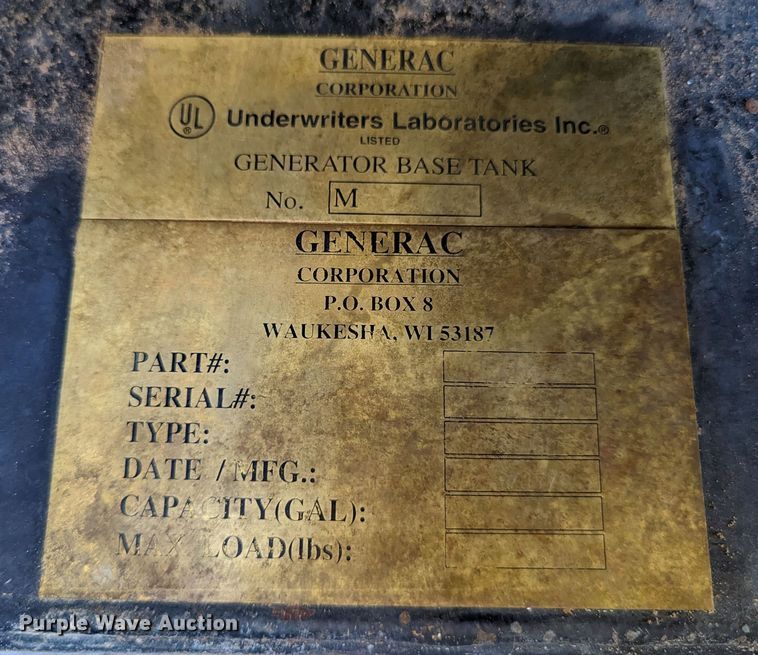 GENERAC
CORPORATION
UL® Underwriters Laboratories Inc.®
LISTED
GENERATOR BASE TANK
No. M
GENERAC
CORPORATION
P.O. BOX 8
WAUKESHA, WI 53187
PART#:
SERIAL#:
TYPE:
DATE / MFG.:
CAPACITY(GAL):
MAX LOAD(lbs):
Purple Wave Auction